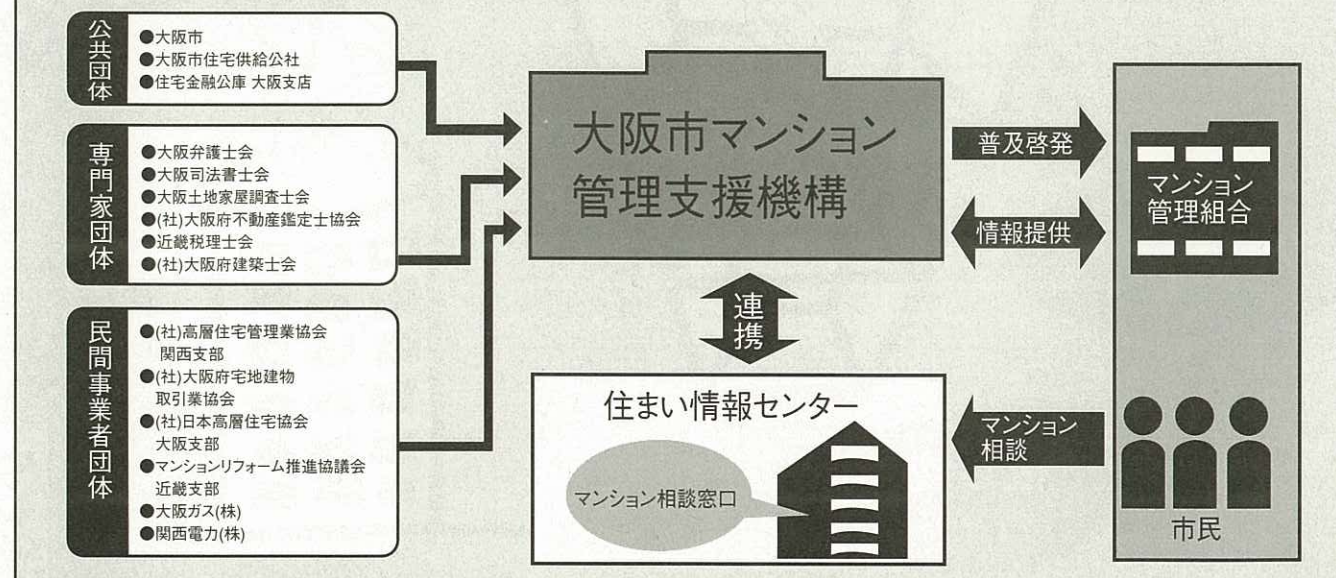 公共団体
●大阪市
●大阪市住宅供給公社
●住宅金融公庫 大阪支店
専門家団体
●大阪弁護士会
●大阪司法書士会
●大阪土地家屋調査士会
●(社)大阪府不動産鑑定士協会
●近畿税理士会
●(社)大阪府建築士会
民間事業者団体
●(社)高層住宅管理業協会
関西支部
●(社)大阪府宅地建物
取引業協会
●(社)日本高層住宅協会
大阪支部
●マンションリフォーム推進協議会
近畿支部
●大阪ガス(株)
●関西電力(株)
大阪市マンション
管理支援機構
普及啓発
情報提供
連携
住まい情報センター
マンション相談窓口
マンション
相談
マンション
管理組合
市民